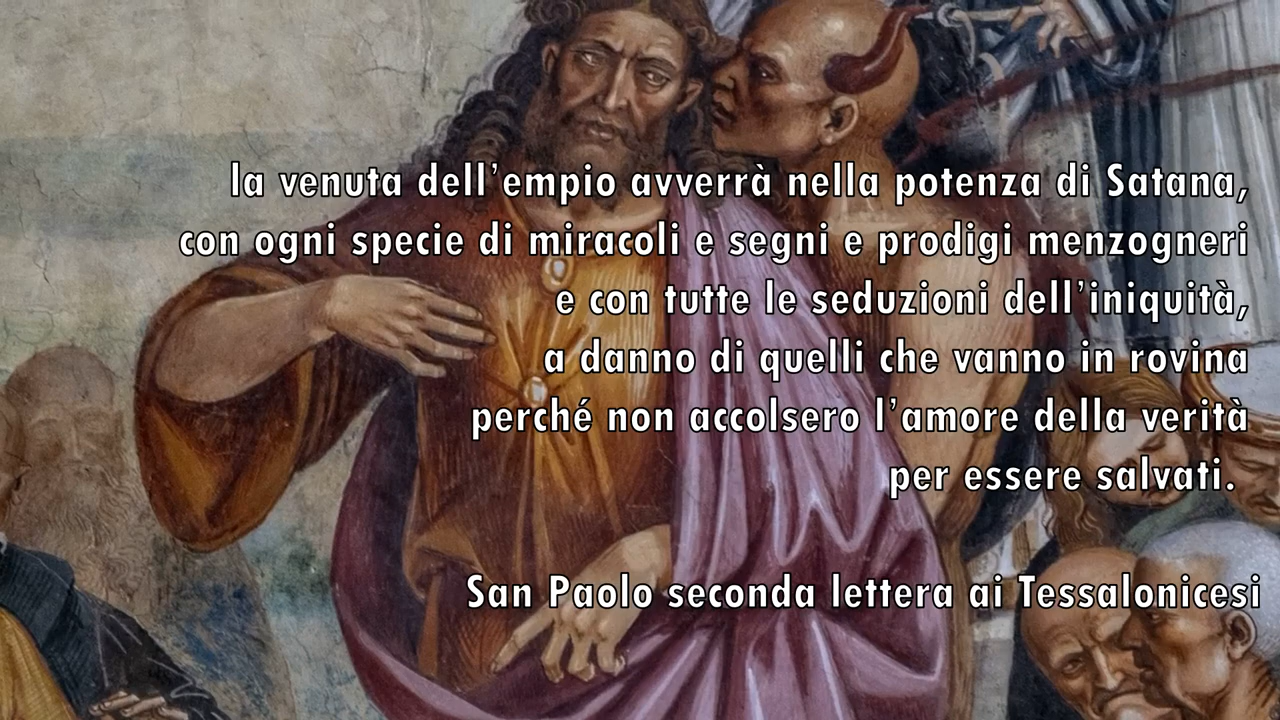 la venuta dell’empio avverrà nella potenza di Satana,
con ogni specie di miracoli e segni e prodigi menzogneri
e con tutte le seduzioni dell’iniquità,
a danno di quelli che vanno in rovina
perché non accolsero l’amore della verità
per essere salvati.
San Paolo seconda lettera ai Tessalonicesi